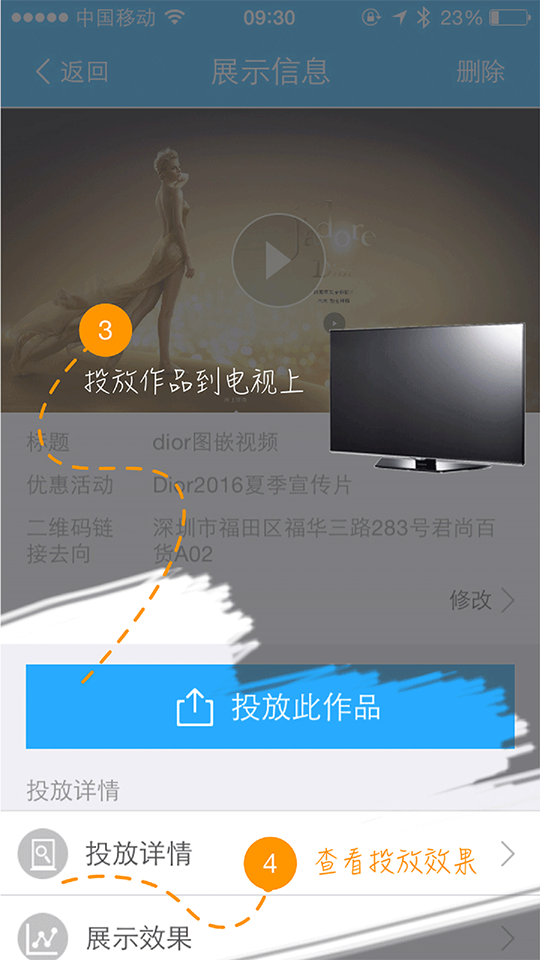 中国移动
09:30
23%
返回
展示信息
删除
J'adore
Dior
3
投放作品到电视上
标题
dior图嵌视频
优惠活动
Dior2016夏季宣传片
二维码链
接去向
深圳市福田区福华三路283号君尚百
货A02
修改
投放此作品
投放详情
投放详情
4
查看投放效果
展示效果